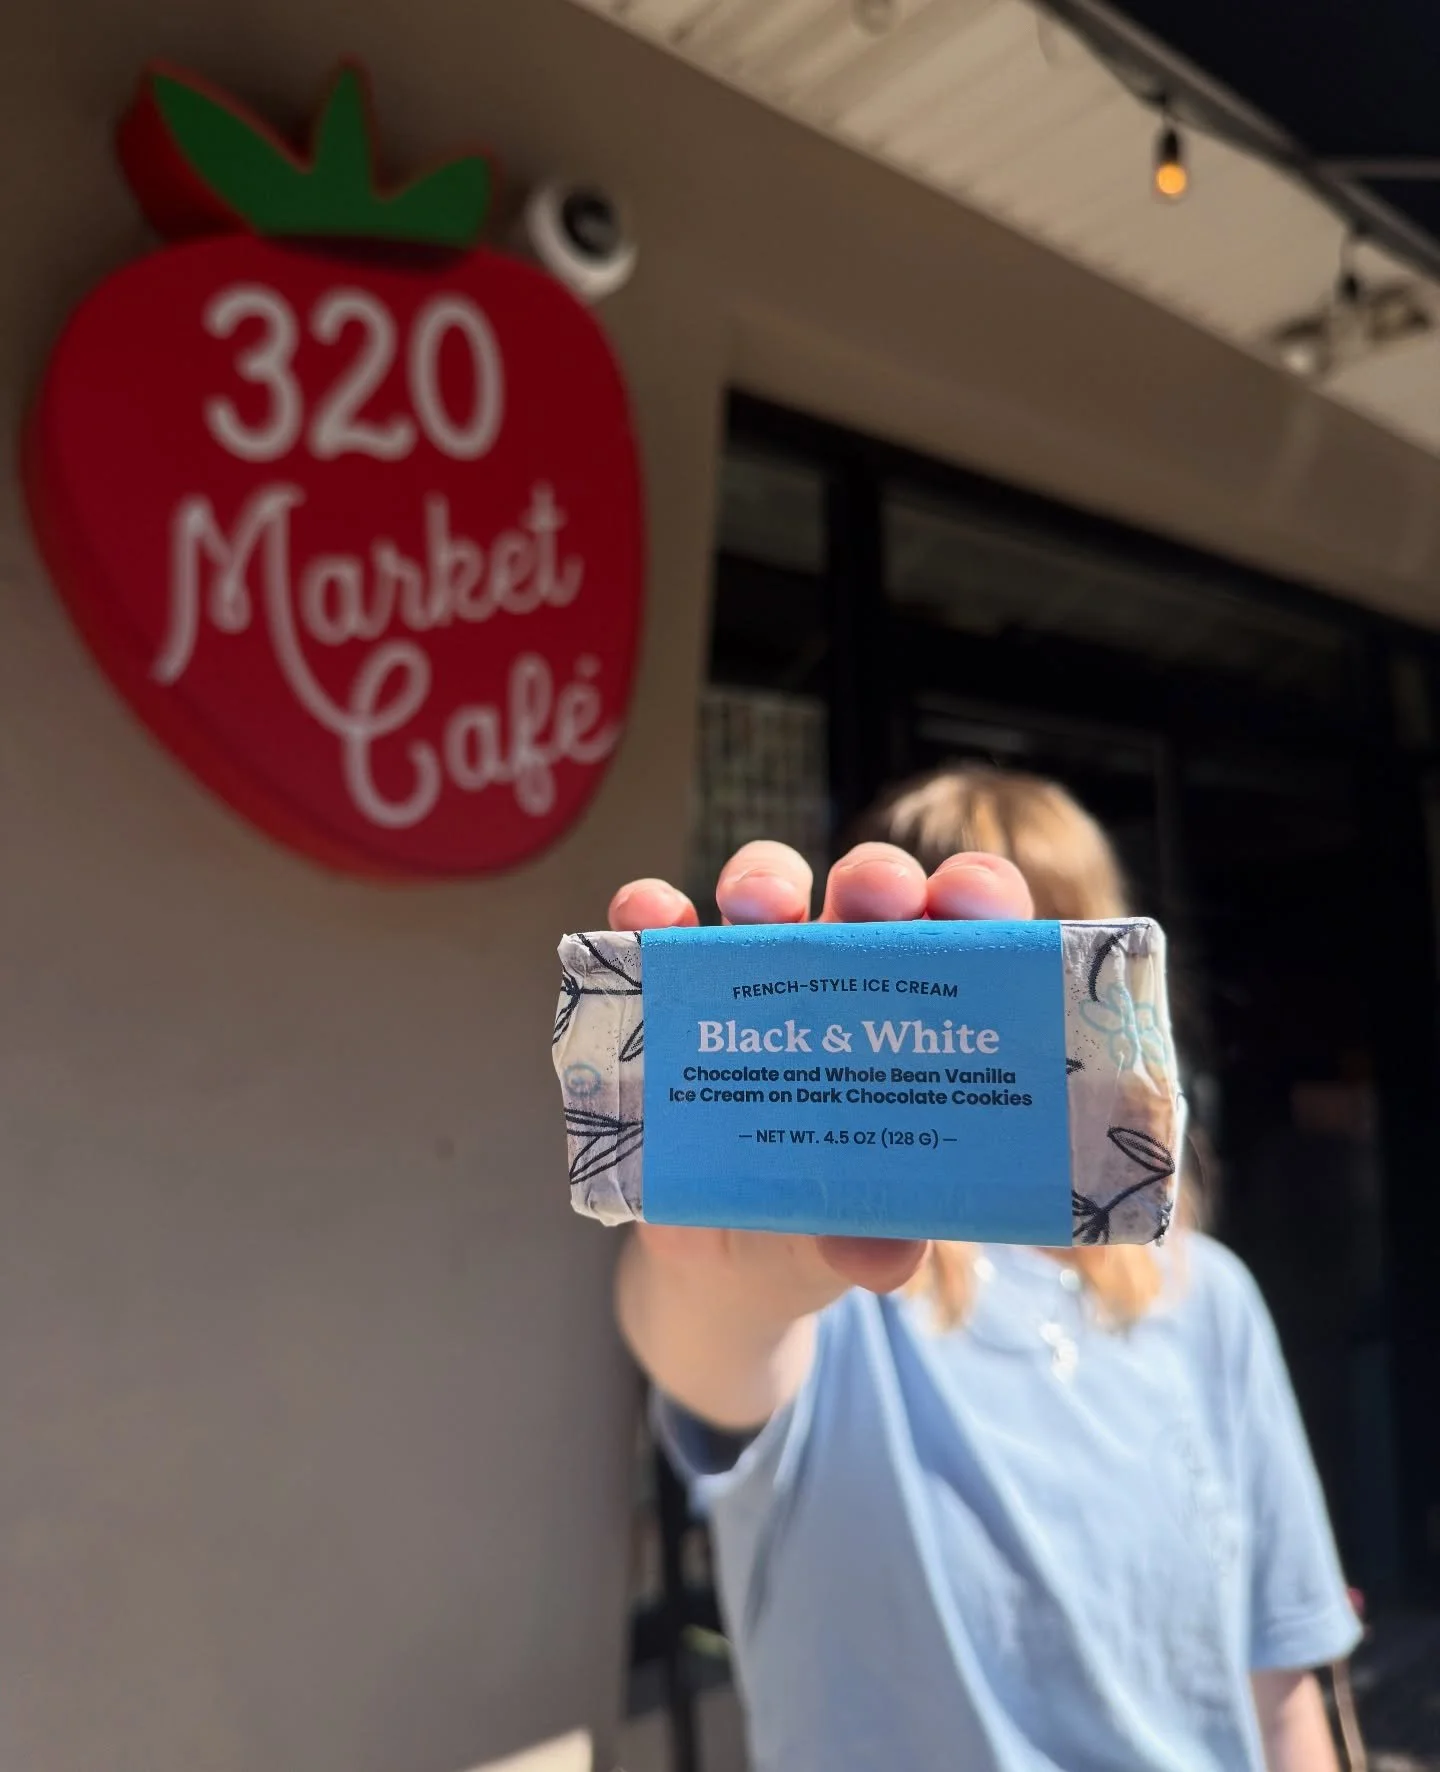 320
Market
Café
FRENCH-STYLE ICE CREAM
Black & White
Chocolate and Whole Bean Vanilla
Ice Cream on Dark Chocolate Cookies
— NET WT. 4.5 OZ (128 G) —